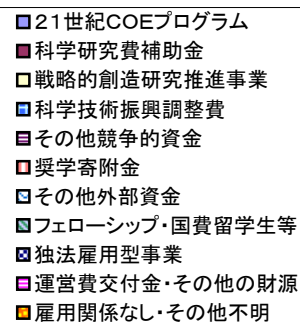 ２１世紀ＣＯＥプログラム
科学研究費補助金
戦略的創造研究推進事業
科学技術振興調整費
その他競争的資金
奨学寄附金
その他外部資金
フェローシップ・国費留学生等
独法雇用型事業
運営費交付金・その他の財源
雇用関係なし・その他不明